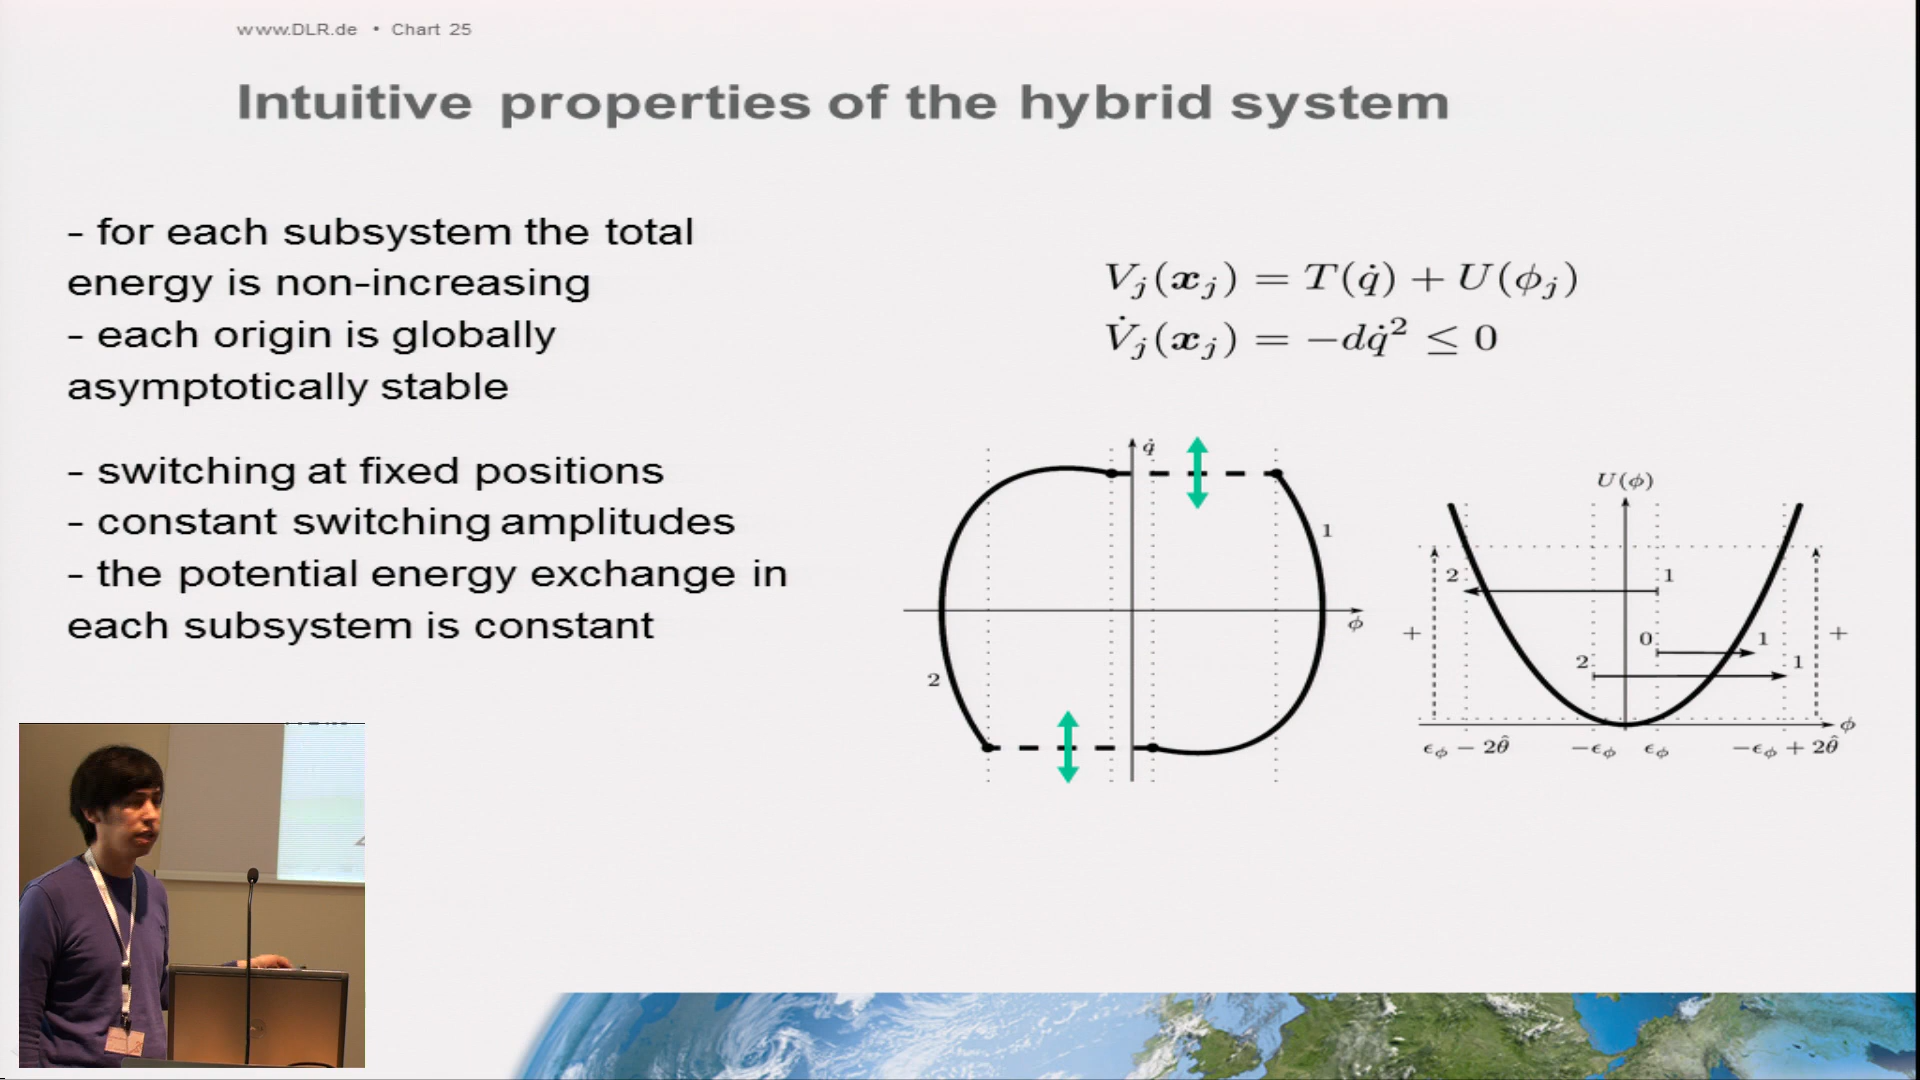 www.DLR.de • Chart 25
Intuitive properties of the hybrid system
- for each subsystem the total
energy is non-increasing
- each origin is globally
asymptotically stable
- switching at fixed positions
- constant switching amplitudes
- the potential energy exchange in
each subsystem is constant
V_j(x_j) = T(q̇) + U(ϕ_j)
V̇_j(x_j) = −dq̇² ≤ 0
q̇
1
ϕ
2
U(ϕ)
2
1
+
0
1
+
2
1
ϕ
ϵ_ϕ − 2θ̂
−ϵ_ϕ
ϵ_ϕ
−ϵ_ϕ + 2θ̂